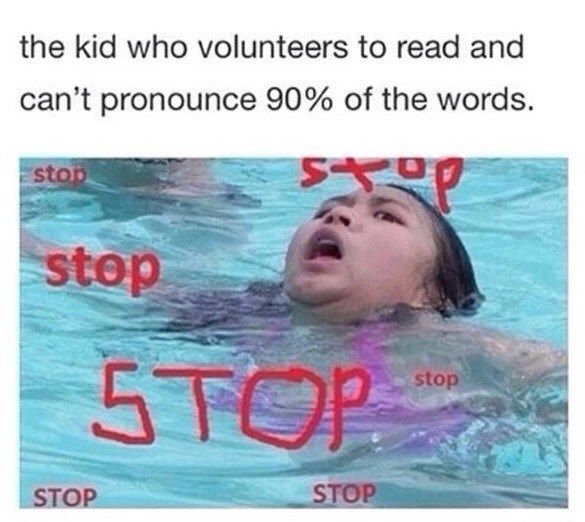 the kid who volunteers to read and
can't pronounce 90% of the words.
stop
stop
stop
STOP
stop
STOP
STOP